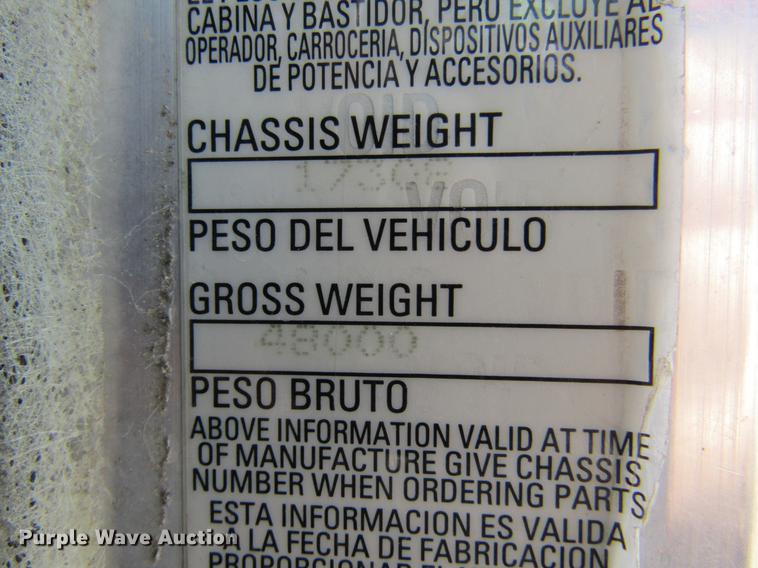 CABINA Y BASTIDOR, PERO EXCLUYE AL
OPERADOR, CARROCERIA, DISPOSITIVOS AUXILIARES
DE POTENCIA Y ACCESORIOS.
VOID
CHASSIS WEIGHT
VOID
PESO DEL VEHICULO
GROSS WEIGHT
48000
PESO BRUTO
ABOVE INFORMATION VALID AT TIME
OF MANUFACTURE GIVE CHASSIS
NUMBER WHEN ORDERING PARTS
ESTA INFORMACION ES VALIDA
A LA FECHA DE FABRICACION
Purple Wave Auction